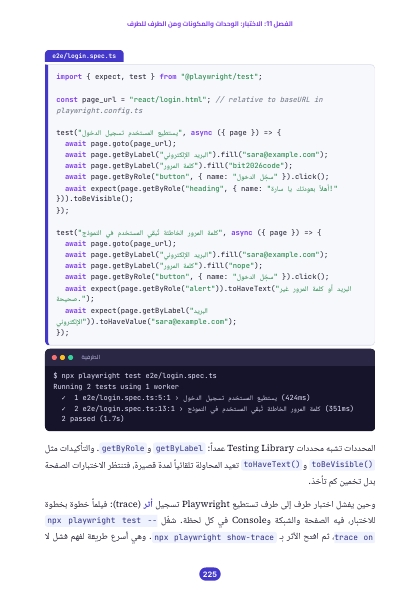 الفصل 11: الاختبار: الوحدات والمكونات ومن الطرف للطرف
e2e/login.spec.ts
import { expect, test } from "@playwright/test";
const page_url = "react/login.html"; // relative to baseURL in
playwright.config.ts
test("يستطيع المستخدم تسجيل الدخول", async ({ page }) => {
await page.goto(page_url);
await page.getByLabel("البريد الإلكتروني").fill("sara@example.com");
await page.getByLabel("كلمة المرور").fill("bit2026code");
await page.getByRole("button", { name: "سجّل الدخول" }).click();
await expect(page.getByRole("heading", { name: "أهلاً بعودتك يا سارة!"
})).toBeVisible();
});
test("كلمة المرور الخاطئة تُبقي المستخدم في النموذج", async ({ page }) => {
await page.goto(page_url);
await page.getByLabel("البريد الإلكتروني").fill("sara@example.com");
await page.getByLabel("كلمة المرور").fill("nope");
await page.getByRole("button", { name: "سجّل الدخول" }).click();
await expect(page.getByRole("alert")).toHaveText("البريد أو كلمة المرور غير
صحيحة.");
await expect(page.getByLabel("البريد
الإلكتروني")).toHaveValue("sara@example.com");
});
الطرفية
$ npx playwright test e2e/login.spec.ts
Running 2 tests using 1 worker
✓ 1 e2e/login.spec.ts:5:1 › يستطيع المستخدم تسجيل الدخول (424ms)
✓ 2 e2e/login.spec.ts:13:1 › كلمة المرور الخاطئة تُبقي المستخدم في النموذج (351ms)
2 passed (1.7s)
المحددات تشبه محددات Testing Library عمداً: getByLabel و getByRole. والتأكيدات مثل
toBeVisible() و toHaveText() تعيد المحاولة تلقائياً لمدة قصيرة، فتنتظر الاختبارات الصفحة
بدل تخمين كم تأخذ.
وحين يفشل اختبار طرف إلى طرف تستطيع Playwright تسجيل أثر (trace): فيلماً خطوة بخطوة
للاختبار، فيه الصفحة والشبكة وConsole في كل لحظة. شغّل npx playwright test --
trace on، ثم افتح الأثر بـ npx playwright show-trace. وهي أسرع طريقة لفهم فشل لا
225